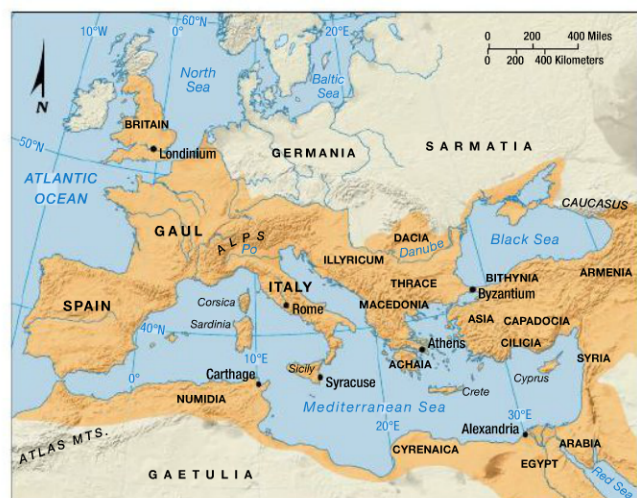 60°N
10°W
0°
0 200 400 Miles
0 200 400 Kilometers
N
North
Sea
Baltic
Sea
BRITAIN
Londinium
50°N
GERMANIA
SARMATIA
ATLANTIC
OCEAN
CAUCASUS
GAUL
ALPS
Po
DACIA
Danube
Black Sea
ILLYRICUM
ITALY
THRACE
BITHYNIA
Byzantium
ARMENIA
SPAIN
Corsica
Rome
MACEDONIA
Sardinia
ASIA
CAPADOCIA
40°N
Athens
CILICIA
ACHAIA
SYRIA
10°E
0°
Carthage
Sicily
Syracuse
Crete
Cyprus
NUMIDIA
Mediterranean Sea
30°E
20°E
Alexandria
ATLAS MTS.
CYRENAICA
ARABIA
EGYPT
GAETULIA
Red Sea